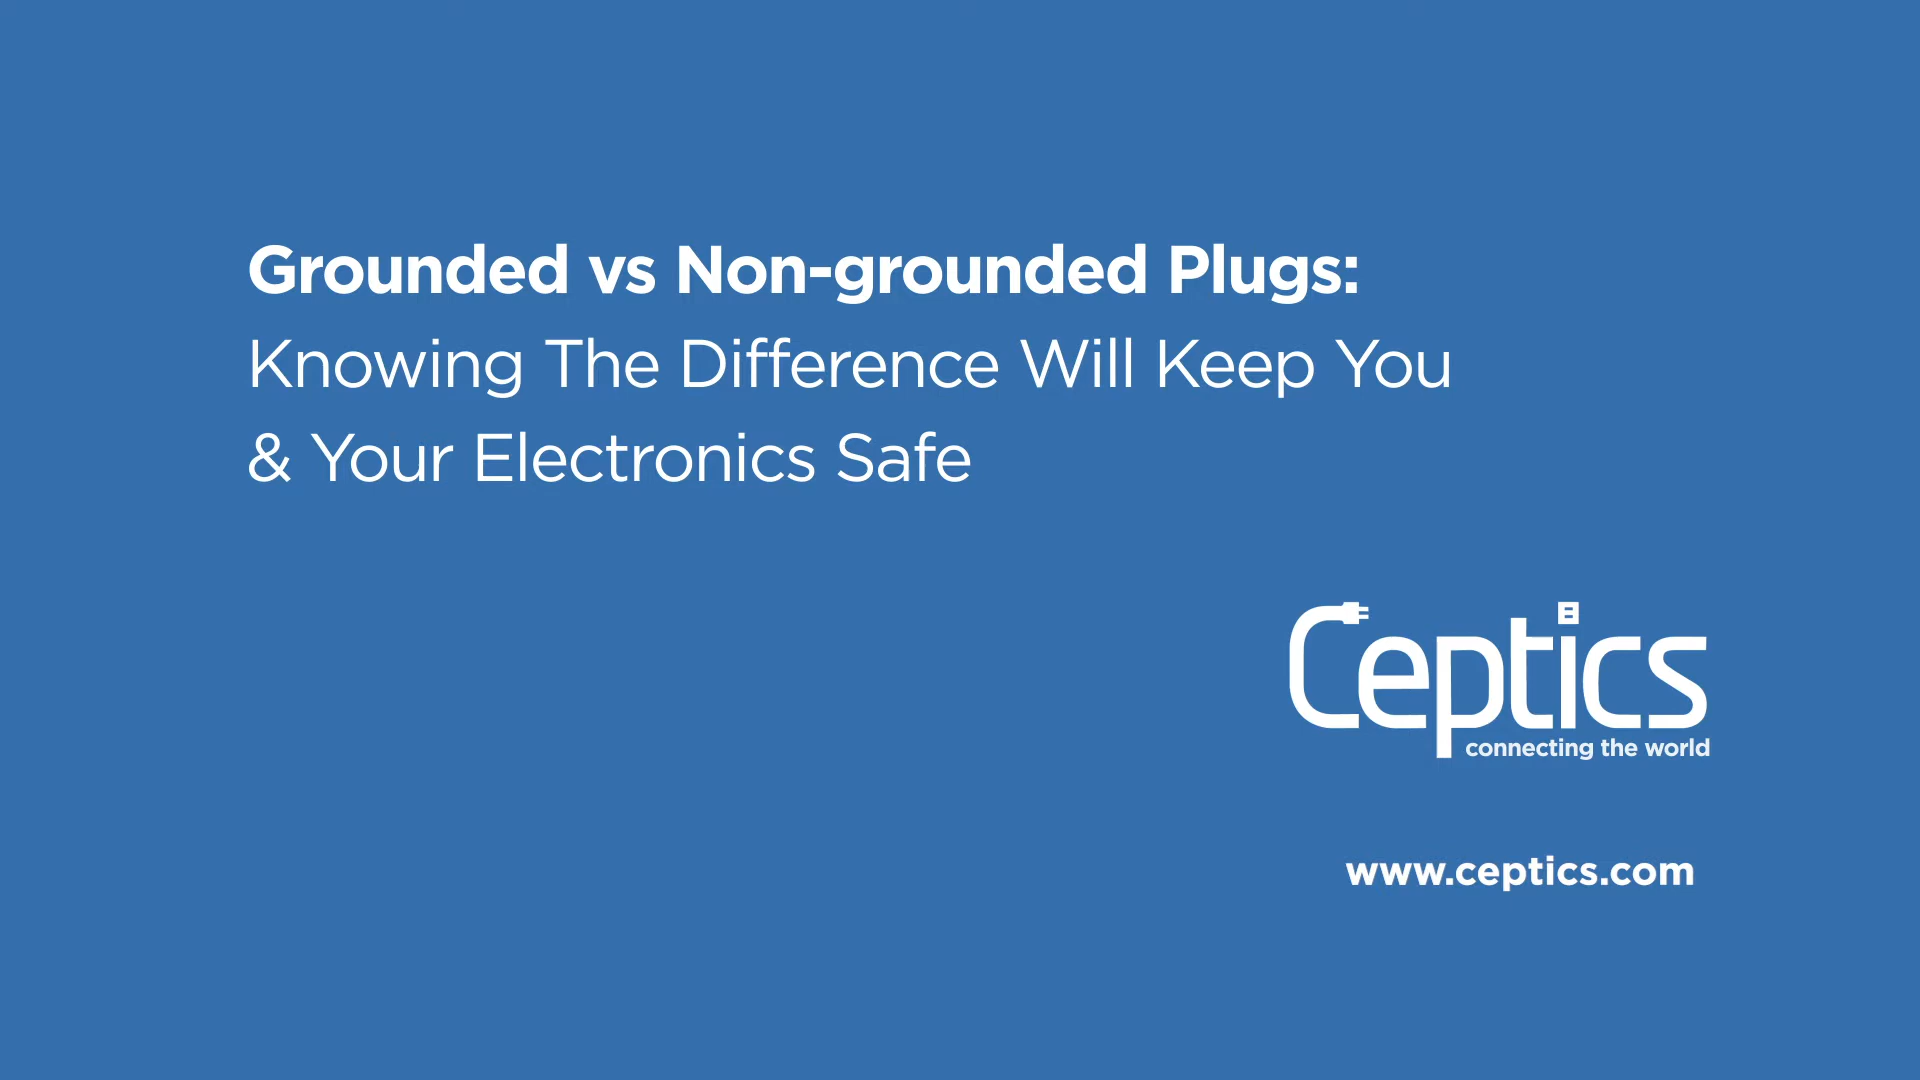 Grounded vs Non-grounded Plugs:
Knowing The Difference Will Keep You
& Your Electronics Safe
Ceptics
connecting the world
www.ceptics.com